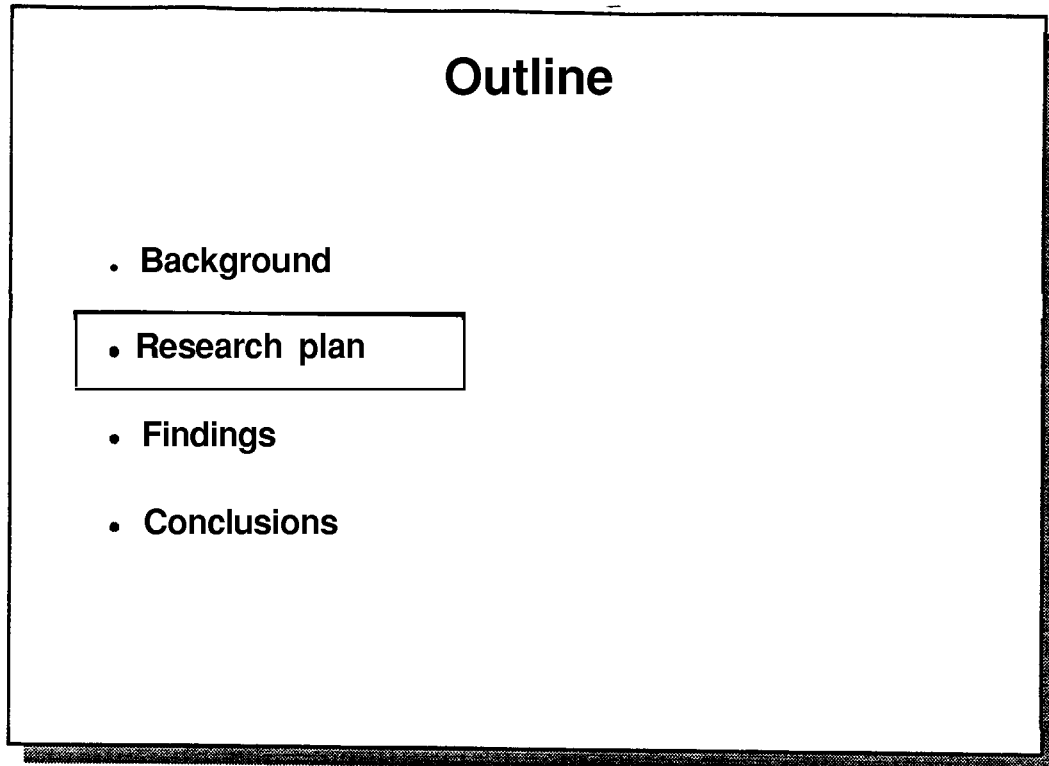 Outline
• Background
• Research plan
• Findings
• Conclusions